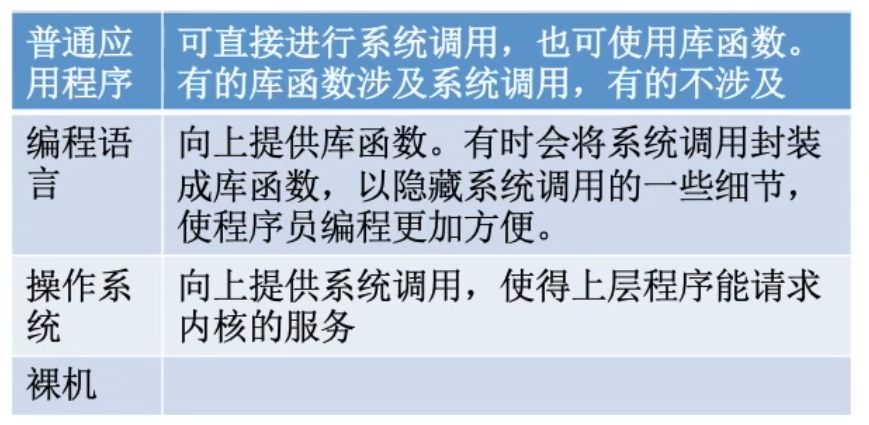 普通应
用程序
可直接进行系统调用，也可使用库函数。
有的库函数涉及系统调用，有的不涉及
编程语
言
向上提供库函数。有时会将系统调用封装
成库函数，以隐藏系统调用的一些细节，
使程序员编程更加方便。
操作系
统
向上提供系统调用，使得上层程序能请求
内核的服务
裸机